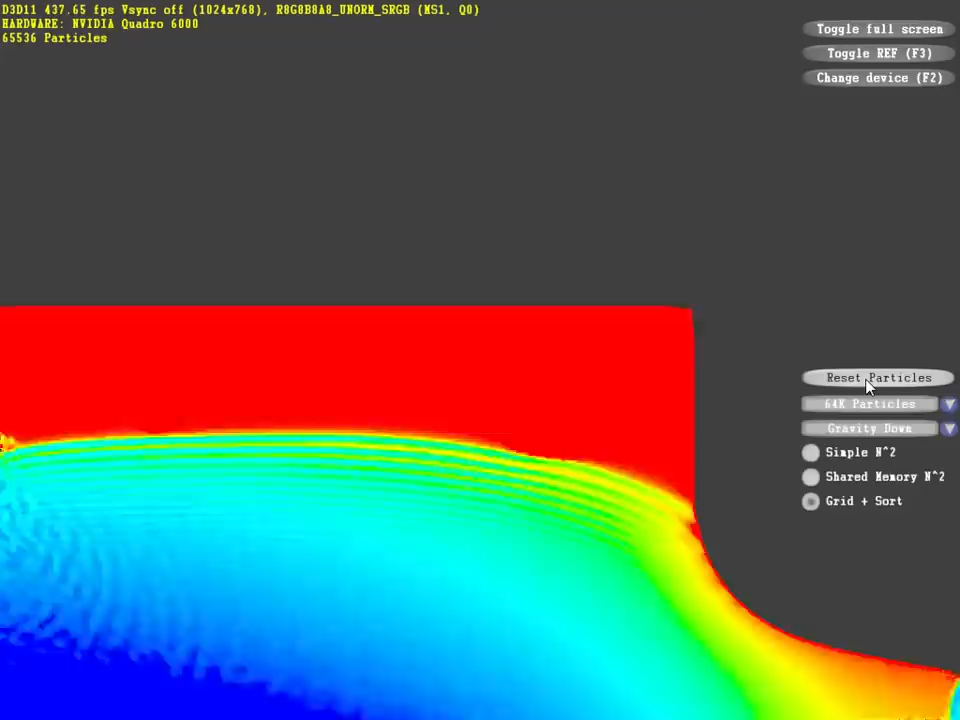 D3D11 437.65 fps Vsync off (1024x768), R8G8B8A8_UNORM_SRGB (MS1, Q0)
HARDWARE: NVIDIA Quadro 6000
65536 Particles
Toggle full screen
Toggle REF (F3)
Change device (F2)
Reset Particles
64K Particles
Gravity Down
Simple N^2
Shared Memory N^2
Grid + Sort